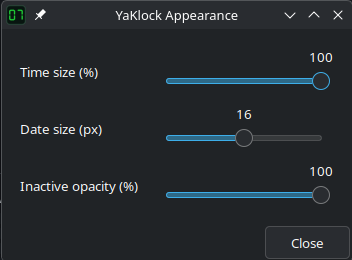 07
YaKlock Appearance
100
Time size (%)
16
Date size (px)
100
Inactive opacity (%)
Close